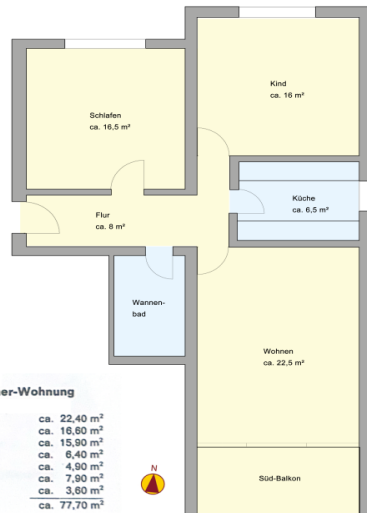 Kind
ca. 16 m²
Schlafen
ca. 16,5 m²
Küche
ca. 6,5 m²
Flur
ca. 8 m²
Wannen-
bad
Wohnen
ca. 22,5 m²
er-Wohnung
ca. 22,40 m²
ca. 16,60 m²
ca. 15,90 m²
ca. 6,40 m²
ca. 4,90 m²
ca. 7,90 m²
ca. 3,60 m²
ca. 77,70 m²
N
Süd-Balkon